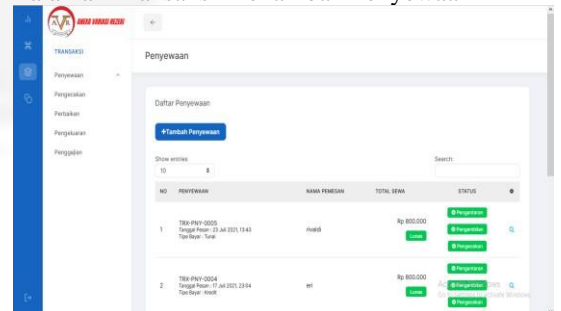 ANEKA VARIASI REZEKI
TRANSAKSI
Penyewaan
Pengecekan
Perbaikan
Pengeluaran
Penggajian
Penyewaan
Daftar Penyewaan
+Tambah Penyewaan
Show entries
10
Search:
NO PENYEWAAN NAMA PEMESAN TOTAL SEWA STATUS
1
TRX-PNY-0005
Tanggal Pesan : 23 Juli 2021, 13:43
Tipe Bayar : Tunai
rivaldi
Rp 800.000
Lunas
Pengantaran
Pengambilan
Pengecekan
2
TRX-PNY-0004
Tanggal Pesan : 17 Juli 2021, 23:04
Tipe Bayar : Kredit
eri
Rp 800.000
Lunas
Pengantaran
Pengambilan
Pengecekan